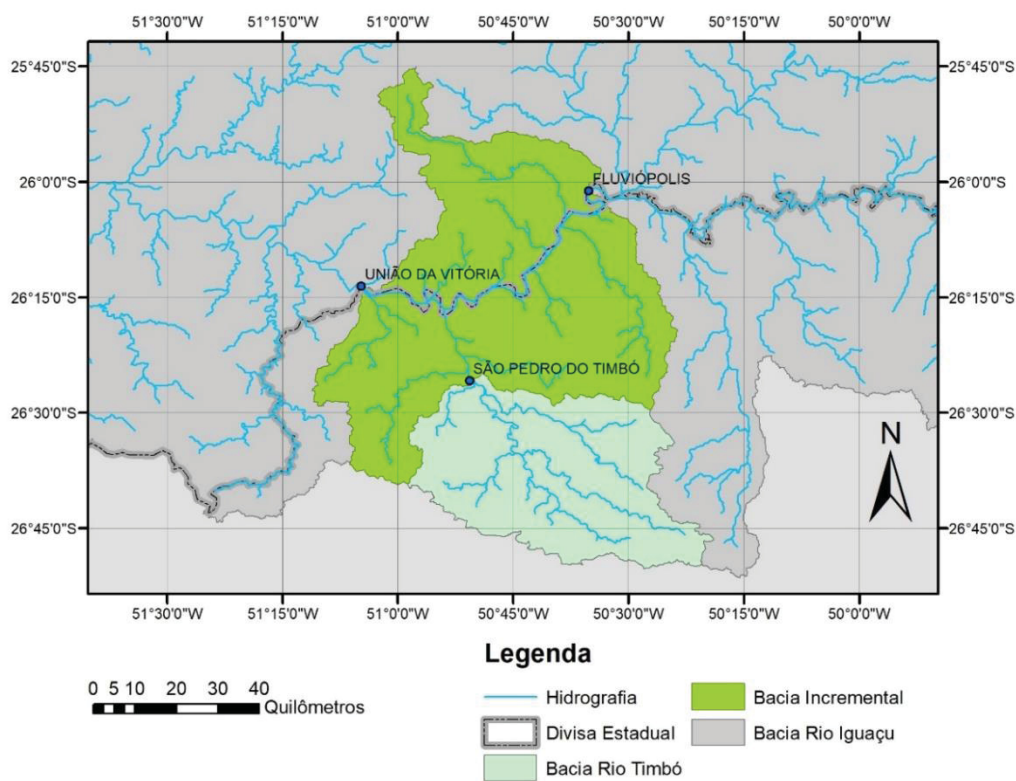 51°30'0"W 51°15'0"W 51°0'0"W 50°45'0"W 50°30'0"W 50°15'0"W 50°0'0"W
25°45'0"S 25°45'0"S
26°0'0"S FLUVIÓPOLIS 26°0'0"S
UNIÃO DA VITÓRIA
26°15'0"S 26°15'0"S
SÃO PEDRO DO TIMBÓ
26°30'0"S 26°30'0"S
N
26°45'0"S 26°45'0"S
51°30'0"W 51°15'0"W 51°0'0"W 50°45'0"W 50°30'0"W 50°15'0"W 50°0'0"W
Legenda
0 5 10 20 30 40
Quilômetros
Hidrografia Bacia Incremental
Divisa Estadual Bacia Rio Iguaçu
Bacia Rio Timbó